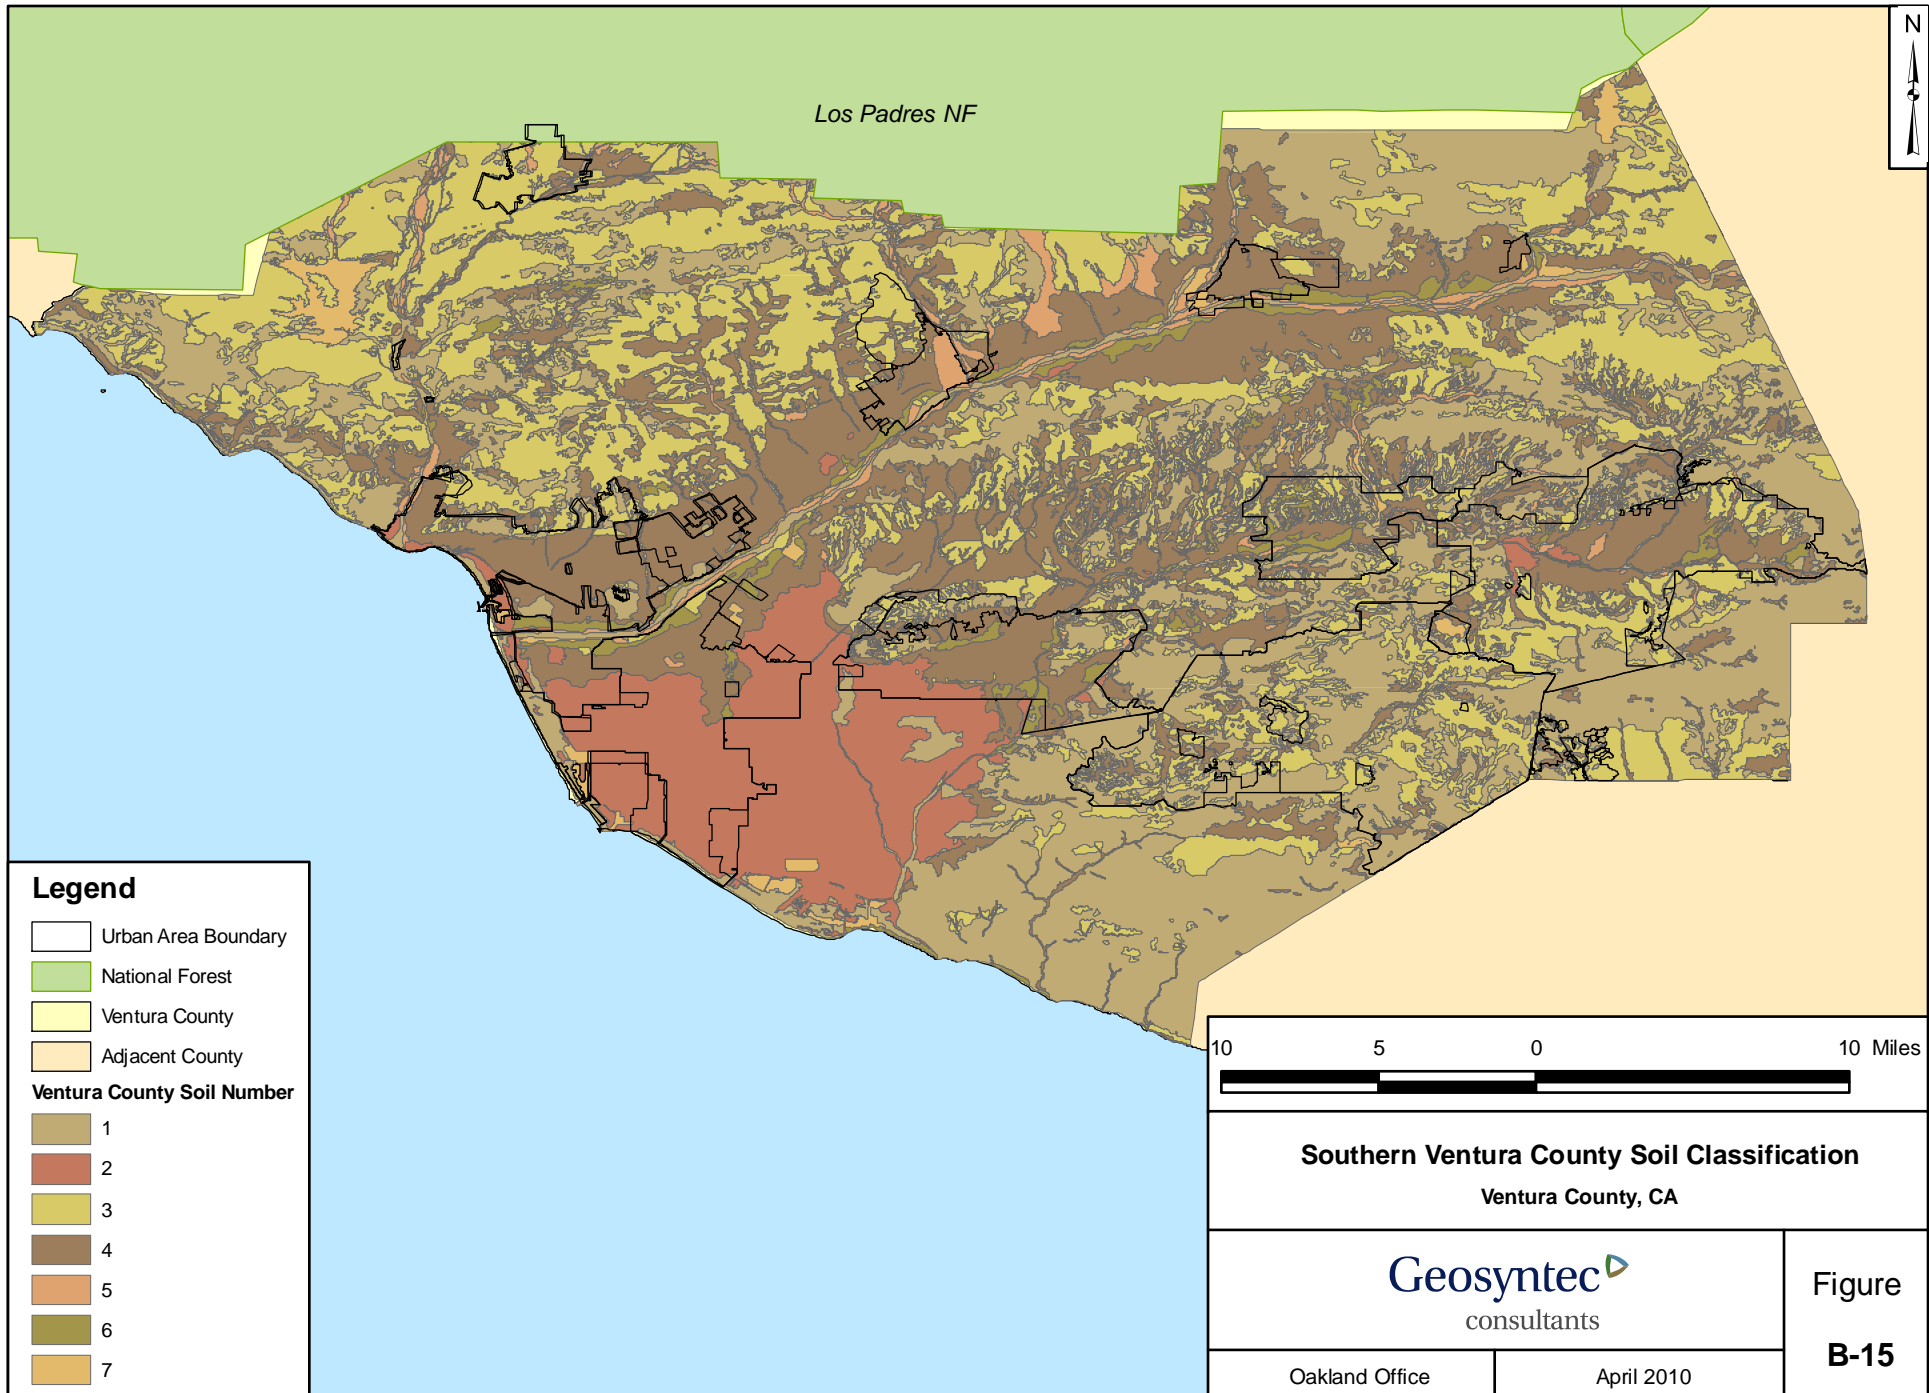 N
Los Padres NF
Legend
Urban Area Boundary
National Forest
Ventura County
Adjacent County
Ventura County Soil Number
1
2
3
4
5
6
7
10 5 0 10 Miles
Southern Ventura County Soil Classification
Ventura County, CA
Geosyntec
consultants
Figure
B-15
Oakland Office
April 2010